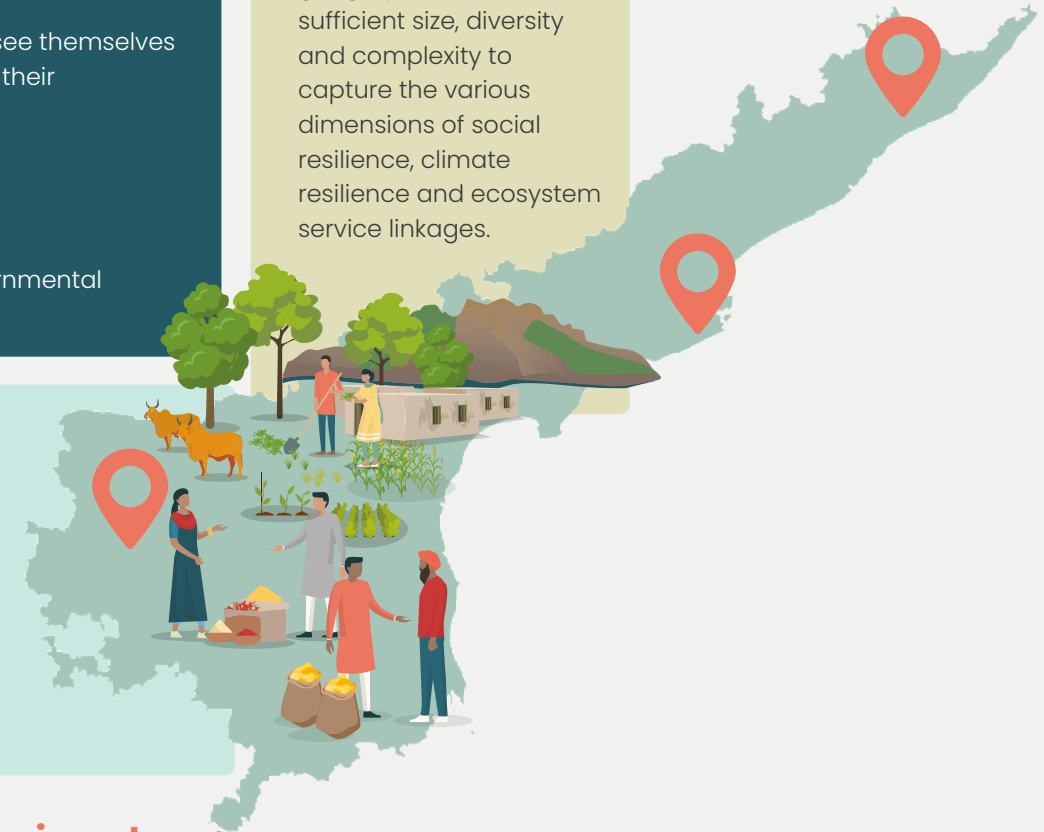 see themselves
their
rnmental
sufficient size, diversity
and complexity to
capture the various
dimensions of social
resilience, climate
resilience and ecosystem
service linkages.